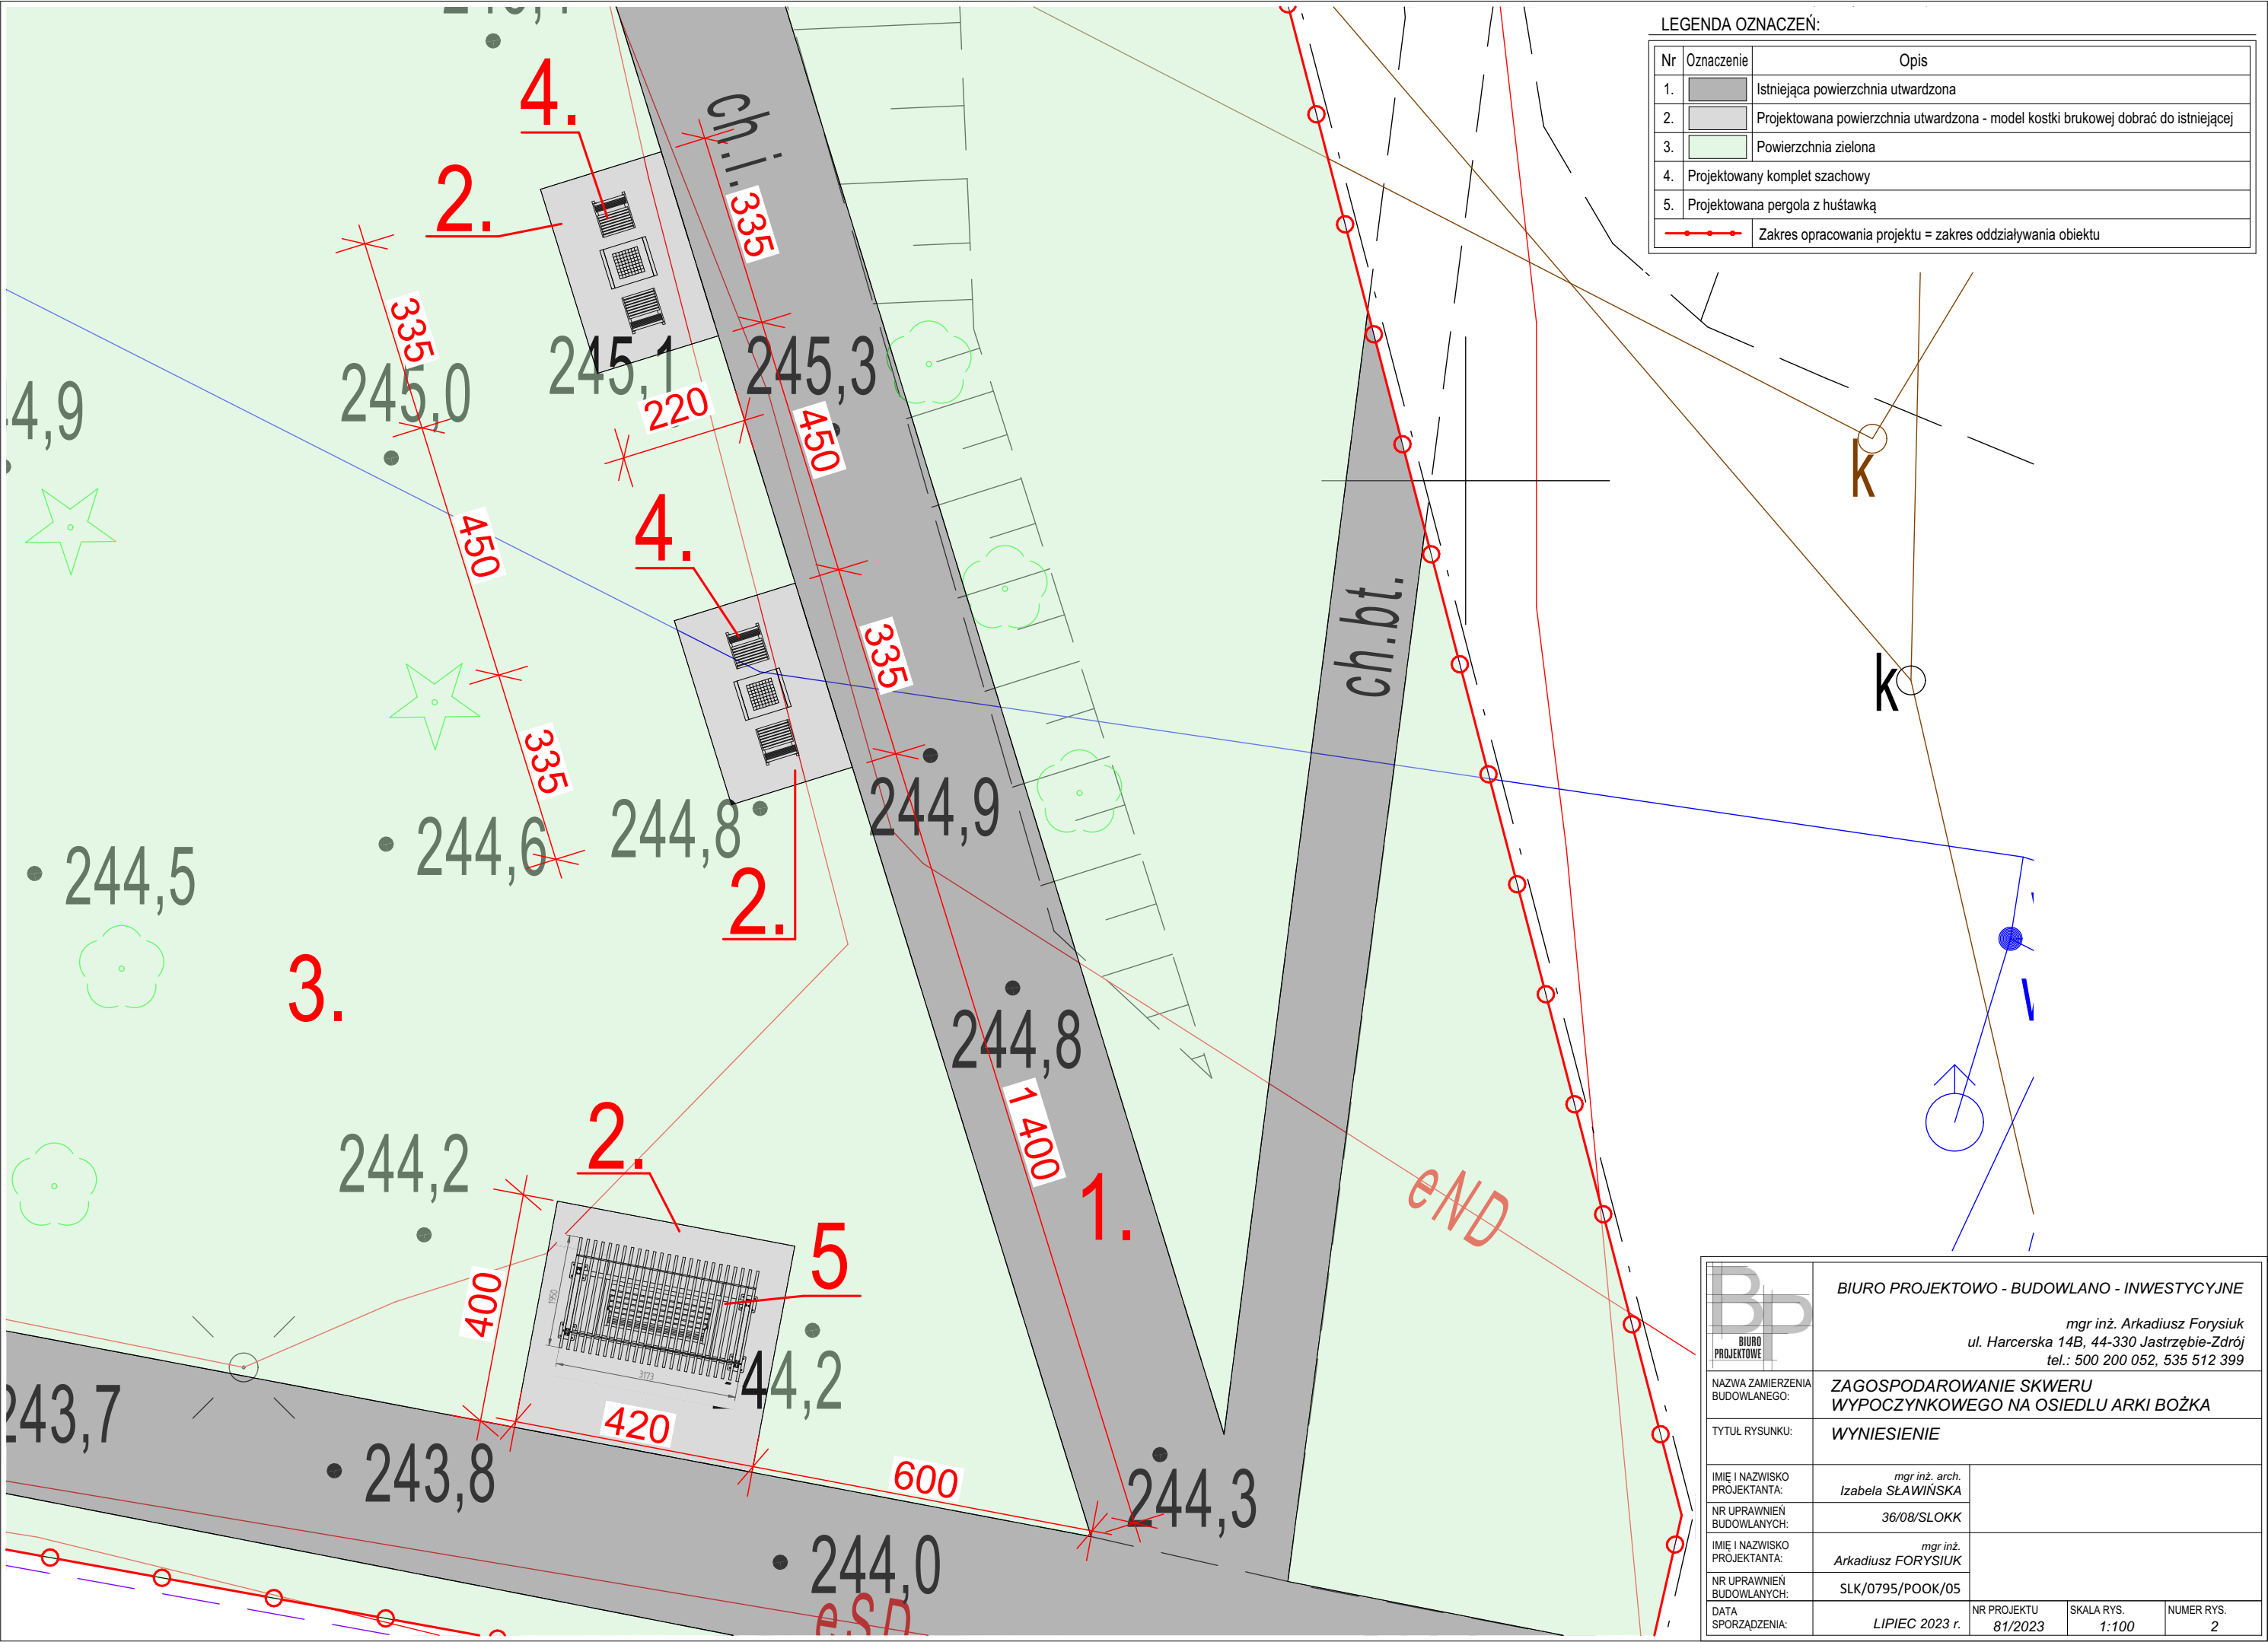 LEGENDA OZNACZEŃ:
Nr Oznaczenie Opis
1. Istniejąca powierzchnia utwardzona
2. Projektowana powierzchnia utwardzona - model kostki brukowej dobrać do istniejącej
3. Powierzchnia zielona
4. Projektowany komplet szachowy
5. Projektowana pergola z huśtawką
Zakres opracowania projektu = zakres oddziaływania obiektu
4.
ch.i.
2.
335
335
245,1
245,3
245,0
4,9
220
450
k
450
4.
ch.bt.
335
k
335
244,9
244,8
244,6
244,5
2.
3.
244,8
1 400
2.
244,2
1.
eND
5
400
1950
3173
44,2
243,7
420
243,8
600
244,3
244,0
eSD
BP
BIURO
PROJEKTOWE
BIURO PROJEKTOWO - BUDOWLANO - INWESTYCYJNE
mgr inż. Arkadiusz Forysiuk
ul. Harcerska 14B, 44-330 Jastrzębie-Zdrój
tel.: 500 200 052, 535 512 399
NAZWA ZAMIERZENIA
BUDOWLANEGO:
ZAGOSPODAROWANIE SKWERU
WYPOCZYNKOWEGO NA OSIEDLU ARKI BOŻKA
TYTUŁ RYSUNKU: WYNIESIENIE
IMIĘ I NAZWISKO
PROJEKTANTA:
mgr inż. arch.
Izabela SŁAWIŃSKA
NR UPRAWNIEŃ
BUDOWLANYCH:
36/08/SLOKK
IMIĘ I NAZWISKO
PROJEKTANTA:
mgr inż.
Arkadiusz FORYSIUK
NR UPRAWNIEŃ
BUDOWLANYCH:
SLK/0795/POOK/05
DATA
SPORZĄDZENIA:
LIPIEC 2023 r.
NR PROJEKTU
81/2023
SKALA RYS.
1:100
NUMER RYS.
2